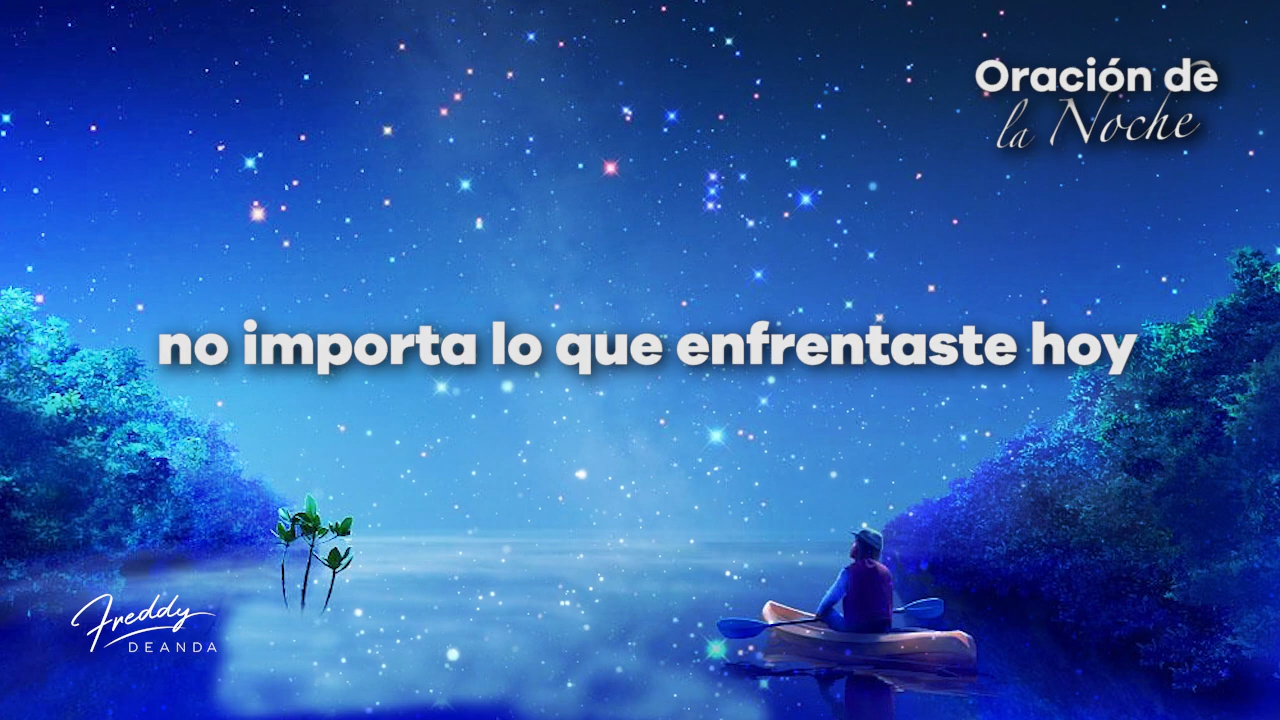 Oración de
la Noche
no importa lo que enfrentaste hoy
Freddy
DEANDA